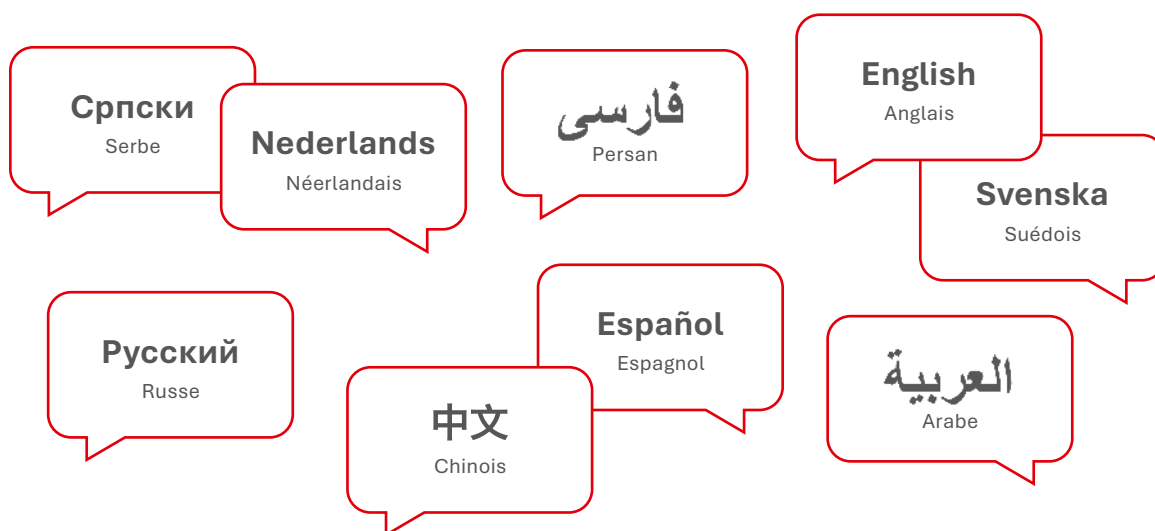 Српски
Serbe
Nederlands
Néerlandais
فارسی
Persan
English
Anglais
Svenska
Suédois
Русский
Russe
中文
Chinois
Español
Espagnol
العربية
Arabe